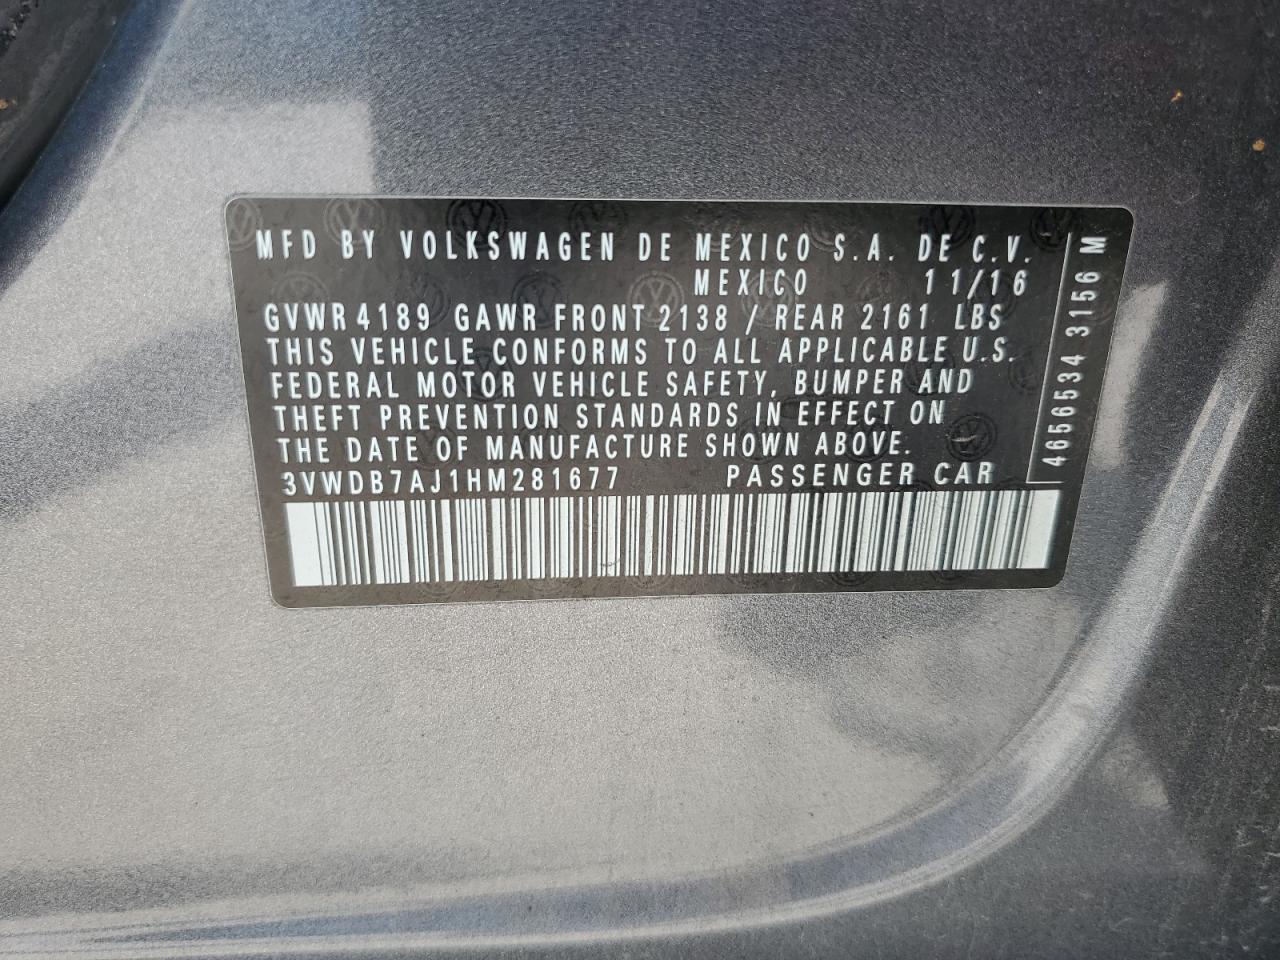 MFD BY VOLKSWAGEN DE MEXICO S.A. DE C.V.
MEXICO 11/16
GVWR 4189 GAWR FRONT 2138 / REAR 2161 LBS
THIS VEHICLE CONFORMS TO ALL APPLICABLE U.S.
FEDERAL MOTOR VEHICLE SAFETY, BUMPER AND
THEFT PREVENTION STANDARDS IN EFFECT ON
THE DATE OF MANUFACTURE SHOWN ABOVE.
3VWDB7AJ1HM281677 PASSENGER CAR
4656534 3156 M